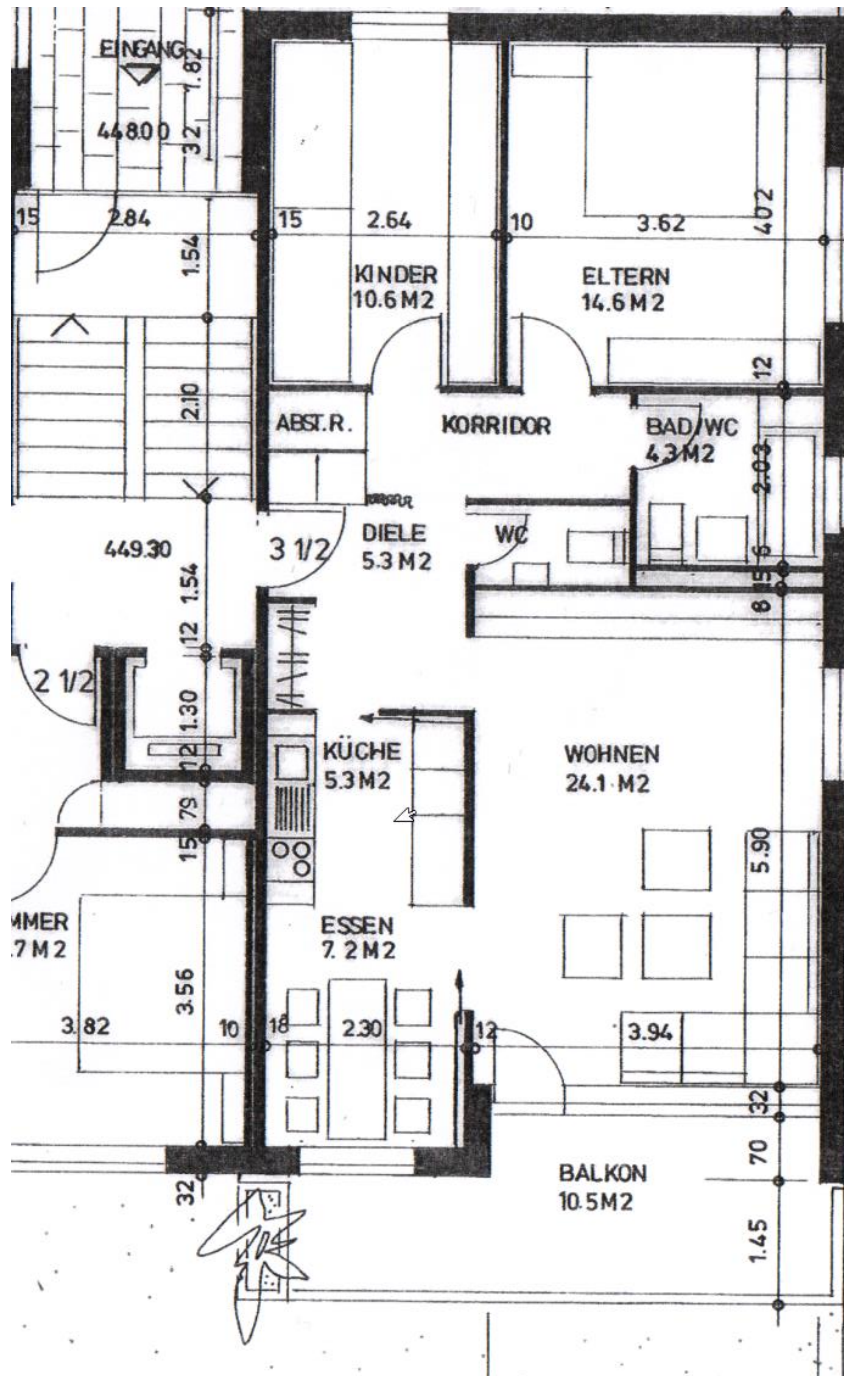 EINGANG
1.82
448.00
32
15
2.84
1.54
15
2.64
10
3.62
402
KINDER
10.6 M2
ELTERN
14.6 M2
12
2.10
ABST.R.
KORRIDOR
BAD/WC
4.3 M2
2.03
449.30
3 1/2
DIELE
5.3 M2
WC
6
15
8
1.54
12
2 1/2
1.30
12
KÜCHE
5.3 M2
WOHNEN
24.1 M2
79
15
5.90
MMER
.7 M2
ESSEN
7.2 M2
3.56
3.82
10
18
2.30
12
3.94
32
70
BALKON
10.5 M2
32
1.45